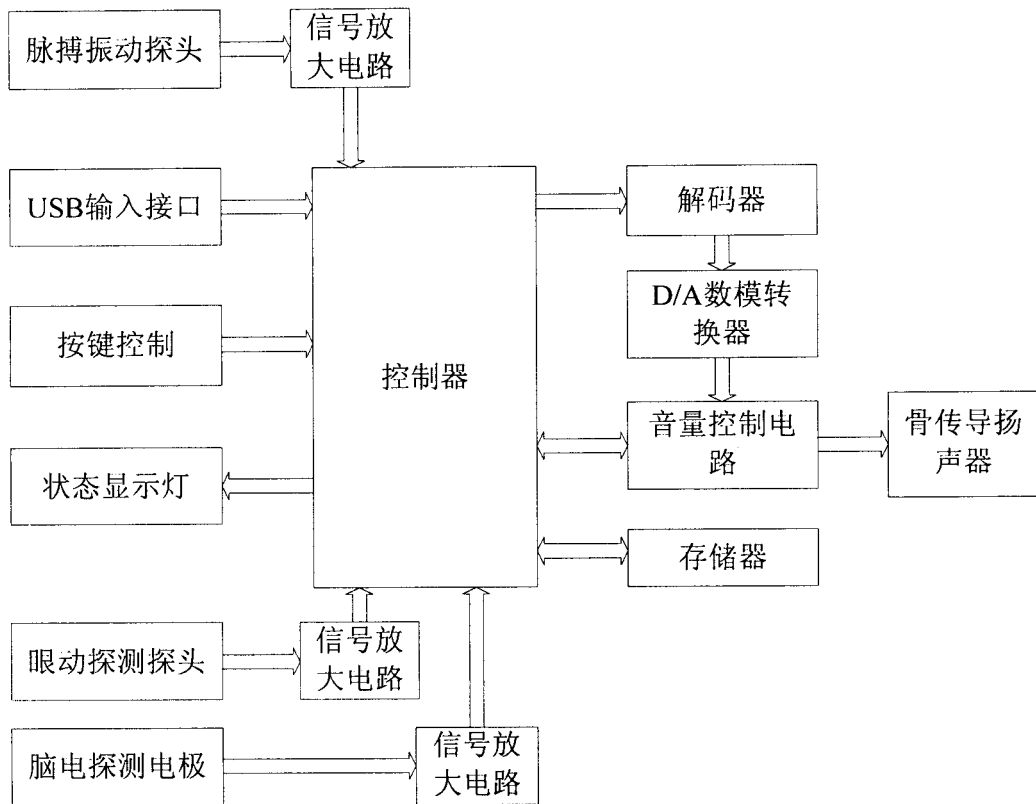 脉搏振动探头
信号放
大电路
USB输入接口
解码器
D/A数模转
换器
按键控制
控制器
音量控制电
路
骨传导扬
声器
状态显示灯
存储器
眼动探测探头
信号放
大电路
脑电探测电极
信号放
大电路